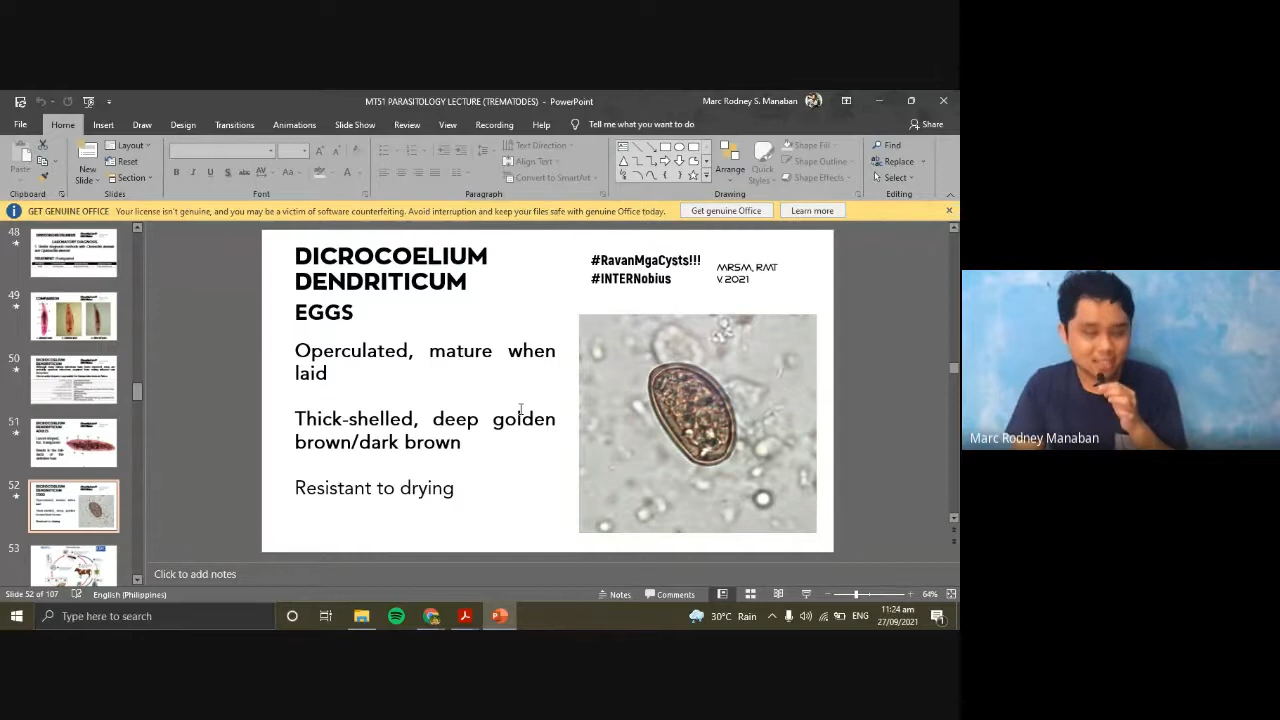 MT51 PARASITOLOGY LECTURE (TREMATODES) - PowerPoint
Marc Rodney S. Manaban
File Home Insert Draw Design Transitions Animations Slide Show Review View Recording Help Tell me what you want to do Share
Paste
Clipboard
New
Slide
Layout
Reset
Section
Slides
Font
Text Direction
Align Text
Convert to SmartArt
Paragraph
Arrange
Quick
Styles
Shape Fill
Shape Outline
Shape Effects
Drawing
Find
Replace
Select
Editing
GET GENUINE OFFICE Your license isn't genuine, and you may be a victim of software counterfeiting. Avoid interruption and keep your files safe with genuine Office today. Get genuine Office Learn more
48
49
50
51
52
53
DICROCOELIUM
DENDRITICUM
EGGS
#RavanMgaCysts!!!
#INTERNobius
MRSM, RMT
V. 2021
Operculated, mature when
laid
Thick-shelled, deep golden
brown/dark brown
Resistant to drying
Click to add notes
Slide 52 of 107 English (Philippines) Notes Comments 64%
Type here to search
30°C Rain ENG
11:24 am
27/09/2021
Marc Rodney Manaban